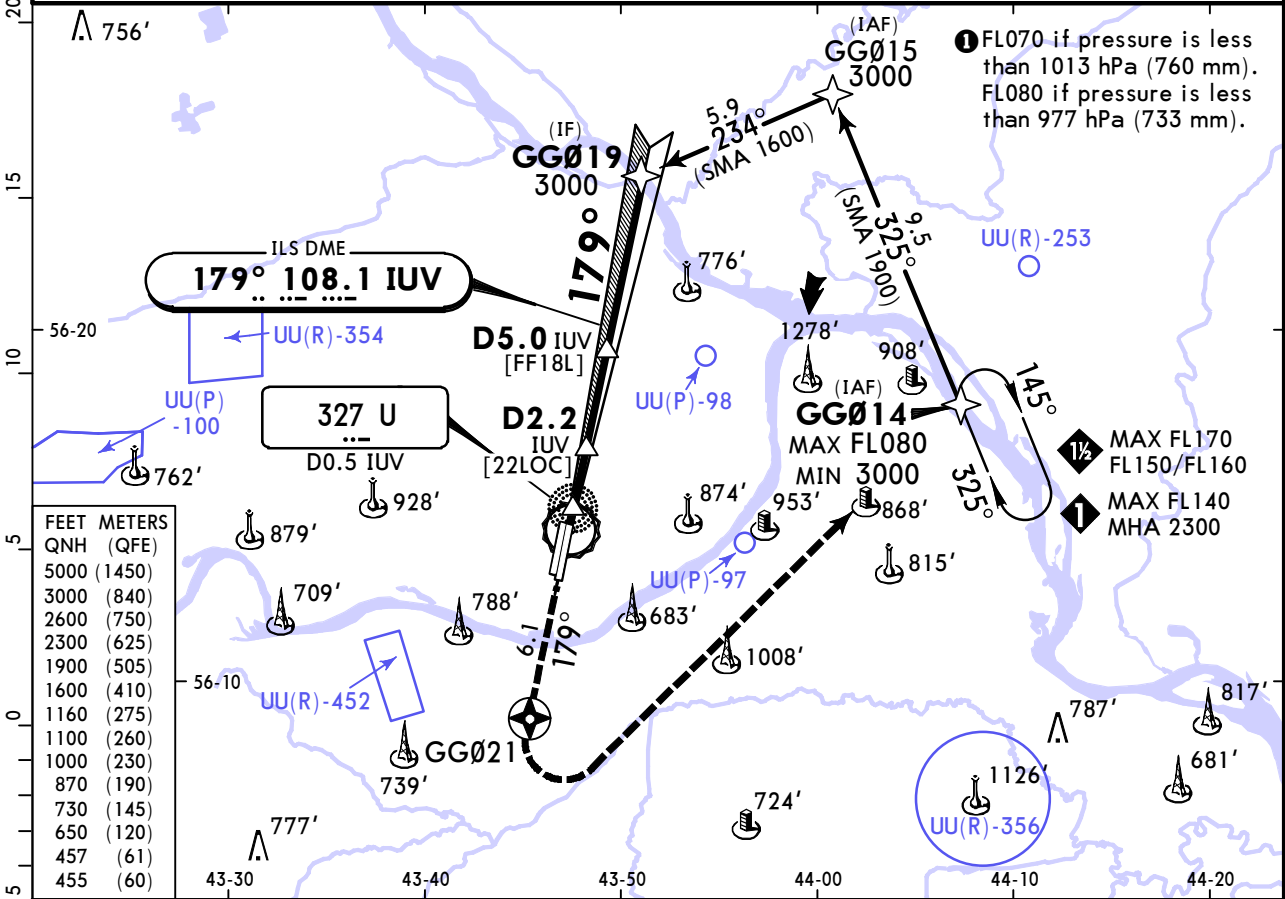 20
756′
(IAF)
GGØ15
3000
1 FL070 if pressure is less
than 1013 hPa (760 mm).
FL080 if pressure is less
than 977 hPa (733 mm).
5.9
234°
(SMA 1600)
(IF)
GGØ19
3000
15
179°
9.5
325°
(SMA 1900)
UU(R)-253
ILS DME
179° 108.1 IUV
776′
56-20
UU(R)-354
D5.0 IUV
[FF18L]
1278′
10
908′
145°
UU(P)
-100
UU(P)-98
(IAF)
GGØ14
MAX FL080
MIN 3000
327 U
D0.5 IUV
D2.2
IUV
[22LOC]
1½ MAX FL170
FL150/FL160
325°
1 MAX FL140
MHA 2300
762′
928′
874′
953′
868′
879′
5
815′
UU(P)-97
FEET METERS
QNH (QFE)
5000 (1450)
3000 (840)
2600 (750)
2300 (625)
1900 (505)
1600 (410)
1160 (275)
1100 (260)
1000 (230)
870 (190)
730 (145)
650 (120)
457 (61)
455 (60)
709′
788′
683′
6.1
179°
1008′
56-10
UU(R)-452
0
817′
787′
GGØ21
739′
681′
1126′
UU(R)-356
724′
777′
5
43-30
43-40
43-50
44-00
44-10
44-20